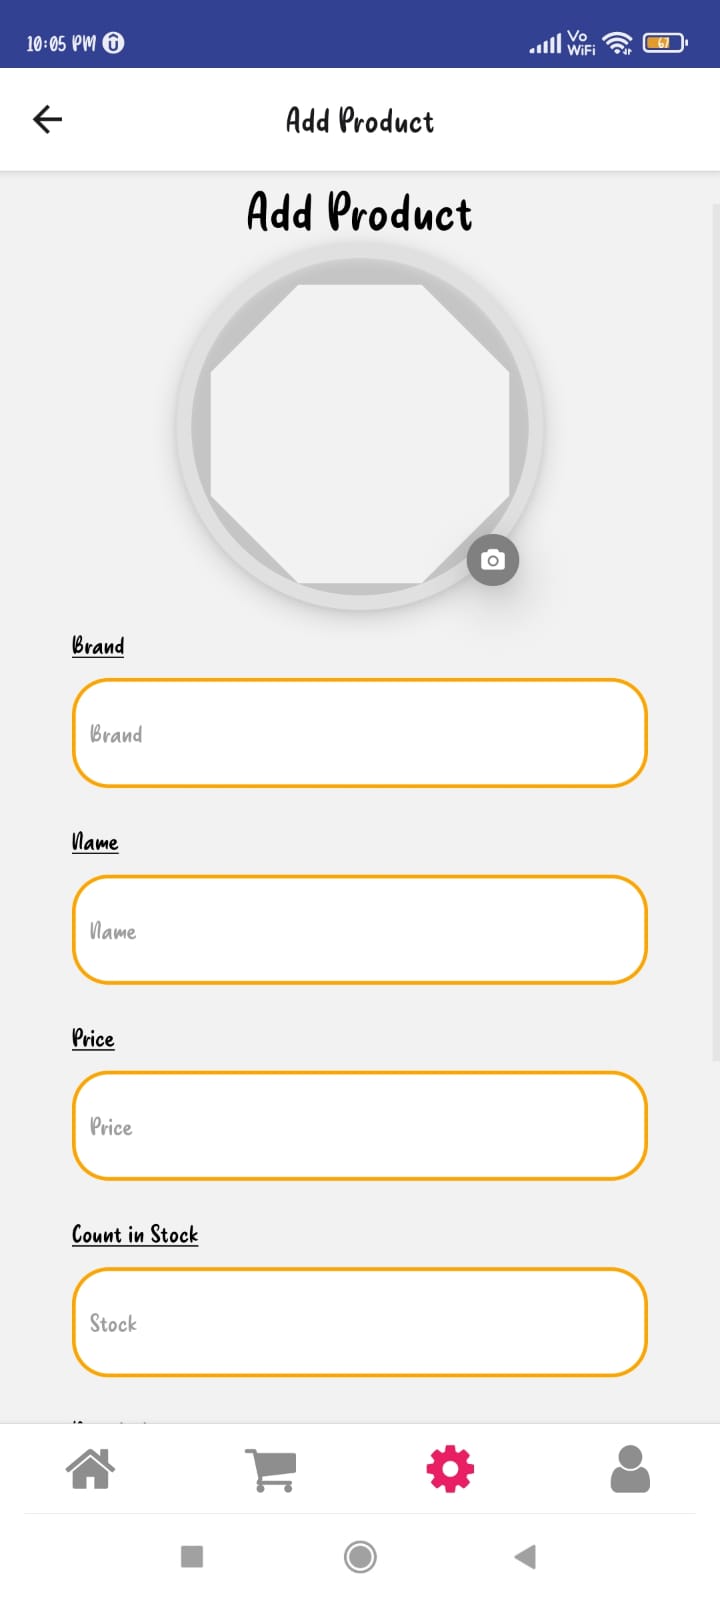 10:05 PM
Vo
WiFi
67
Add Product
Add Product
Brand
Brand
Name
Name
Price
Price
Count in Stock
Stock